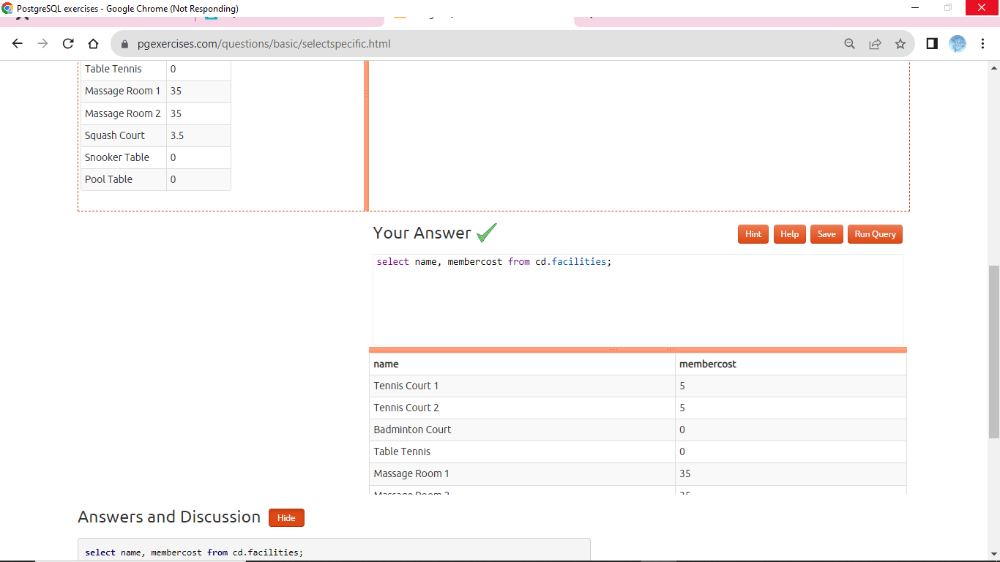 PostgreSQL exercises - Google Chrome (Not Responding)
pgexercises.com/questions/basic/selectspecific.html
Table Tennis 0
Massage Room 1 35
Massage Room 2 35
Squash Court 3.5
Snooker Table 0
Pool Table 0
Your Answer
Hint Help Save Run Query
select name, membercost from cd.facilities;
name membercost
Tennis Court 1 5
Tennis Court 2 5
Badminton Court 0
Table Tennis 0
Massage Room 1 35
Massage Room 2 35
Answers and Discussion Hide
select name, membercost from cd.facilities;